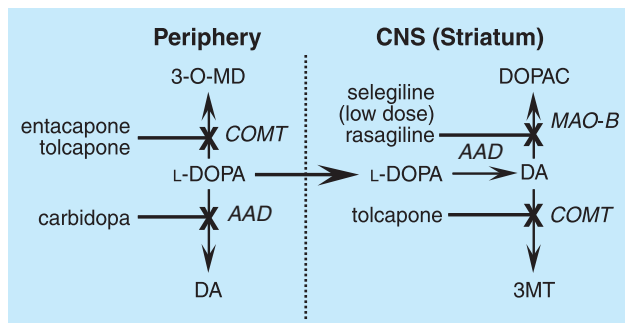 Periphery
CNS (Striatum)
3-O-MD
entacapone
tolcapone
COMT
L-DOPA
carbidopa
AAD
DA
DOPAC
selegiline
(low dose)
rasagiline
MAO-B
L-DOPA
AAD
DA
tolcapone
COMT
3MT